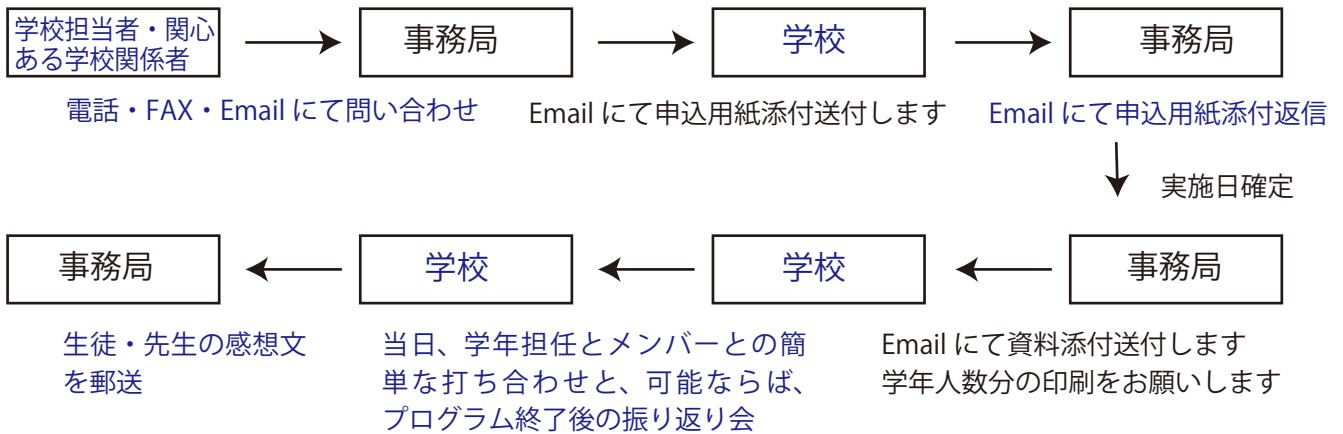 学校担当者・関心
ある学校関係者
事務局
学校
事務局
電話・FAX・Email にて問い合わせ
Email にて申込用紙添付送付します
Email にて申込用紙添付返信
実施日確定
事務局
学校
学校
事務局
生徒・先生の感想文
を郵送
当日、学年担任とメンバーとの簡
単な打ち合わせと、可能ならば、
プログラム終了後の振り返り会
Email にて資料添付送付します
学年人数分の印刷をお願いします